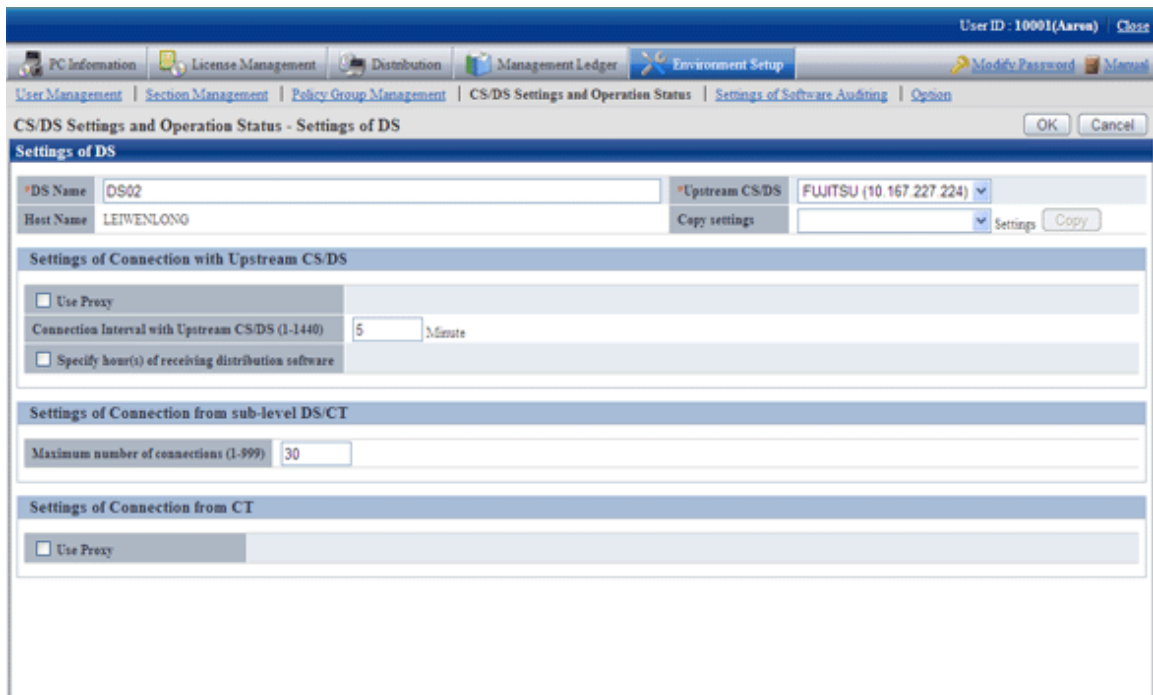 User ID : 10001(Aaron) Close
PC Information License Management Distribution Management Ledger Environment Setup Modify Password Manual
User Management | Section Management | Policy Group Management | CS/DS Settings and Operation Status | Settings of Software Auditing | Option
CS/DS Settings and Operation Status - Settings of DS OK Cancel
Settings of DS
*DS Name DS02 *Upstream CS/DS FUJITSU (10.167.227.224)
Host Name LEIWENLONG Copy settings Settings Copy
Settings of Connection with Upstream CS/DS
Use Proxy
Connection Interval with Upstream CS/DS (1-1440) 5 Minute
Specify hour(s) of receiving distribution software
Settings of Connection from sub-level DS/CT
Maximum number of connections (1-999) 30
Settings of Connection from CT
Use Proxy